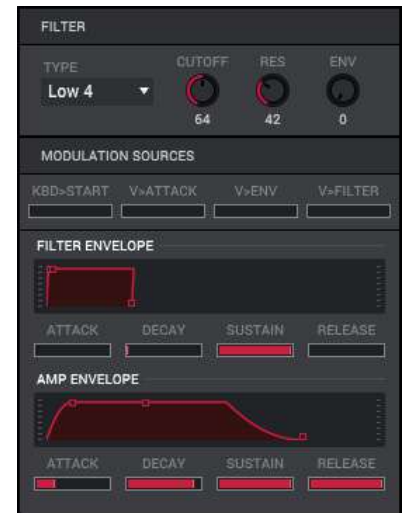 FILTER
TYPE CUTOFF RES ENV
Low 4
64 42 0
MODULATION SOURCES
KBD>START V>ATTACK V>ENV V>FILTER
FILTER ENVELOPE
ATTACK DECAY SUSTAIN RELEASE
AMP ENVELOPE
ATTACK DECAY SUSTAIN RELEASE